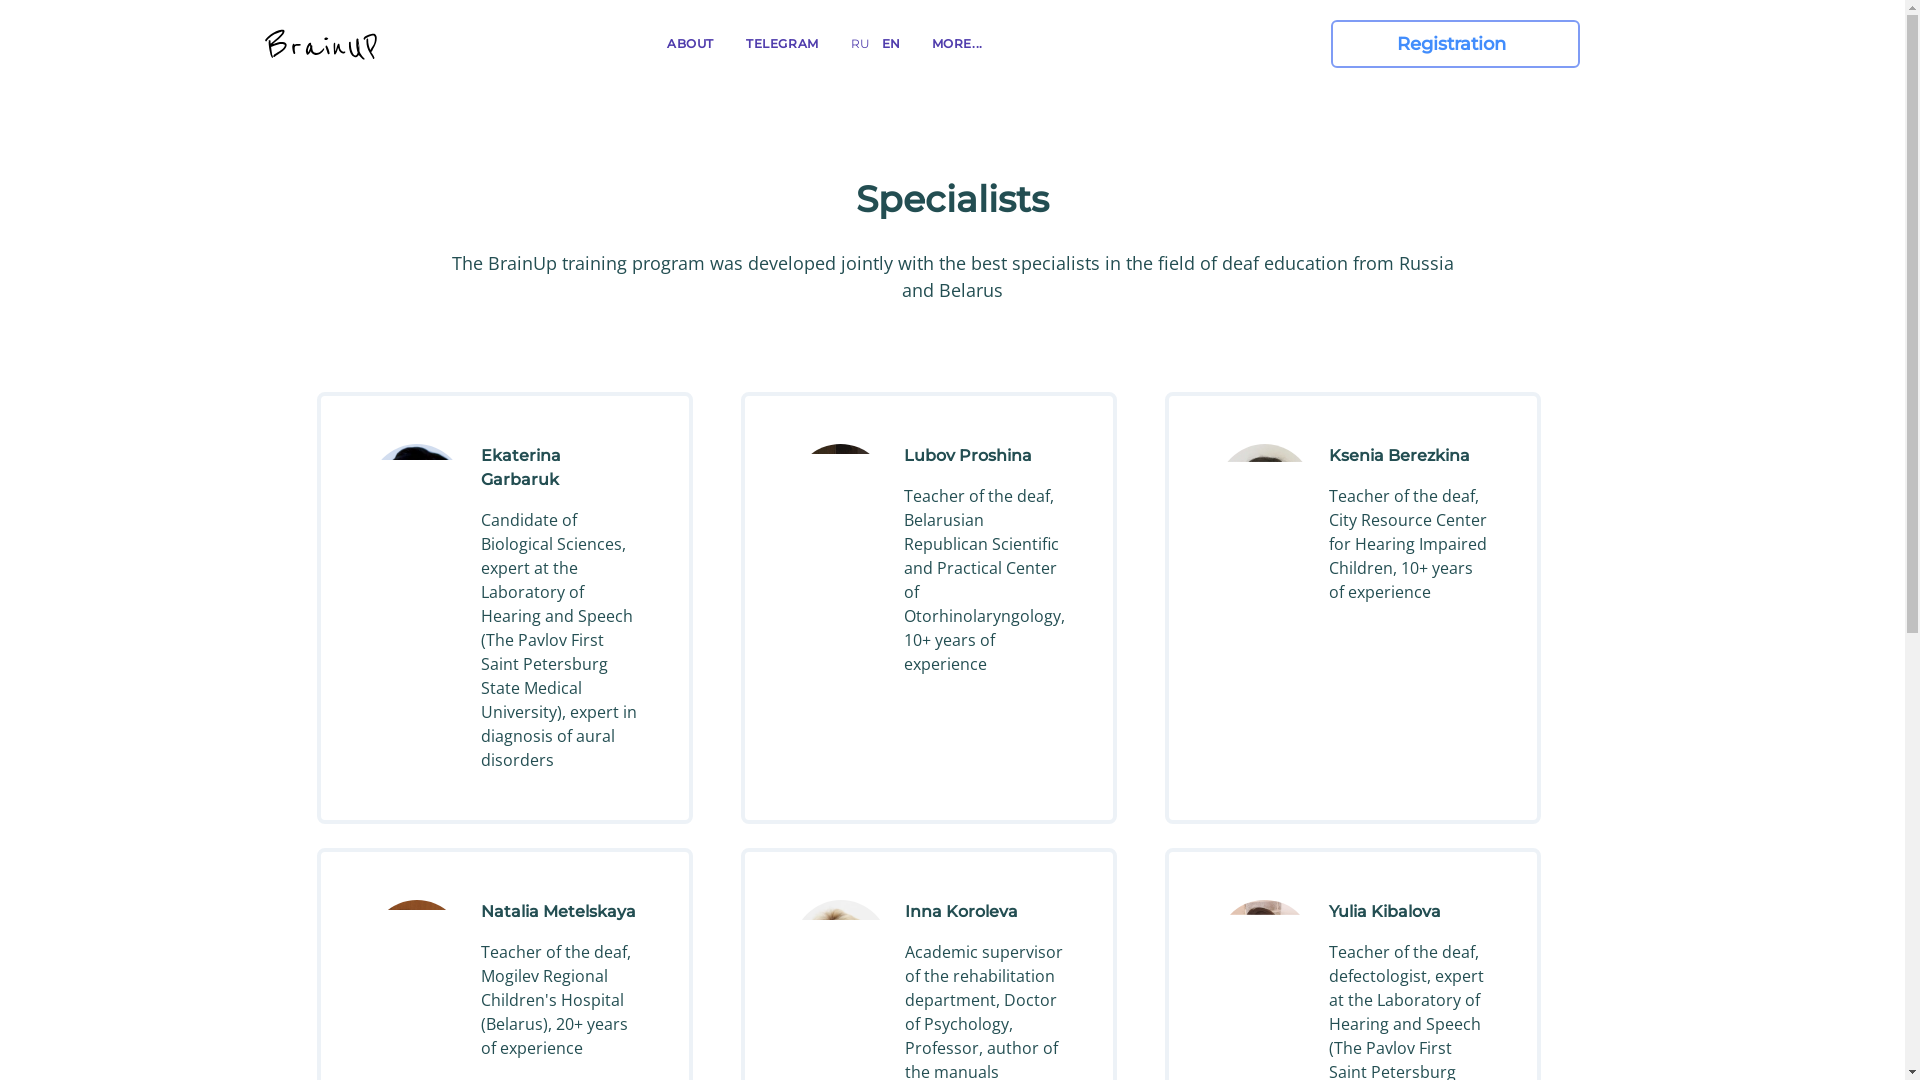 BrainUP
ABOUT
TELEGRAM
RU
EN
MORE...
Registration
Specialists
The BrainUp training program was developed jointly with the best specialists in the field of deaf education from Russia
and Belarus
Ekaterina
Garbaruk
Candidate of
Biological Sciences,
expert at the
Laboratory of
Hearing and Speech
(The Pavlov First
Saint Petersburg
State Medical
University), expert in
diagnosis of aural
disorders
Lubov Proshina
Teacher of the deaf,
Belarusian
Republican Scientific
and Practical Center
of
Otorhinolaryngology,
10+ years of
experience
Ksenia Berezkina
Teacher of the deaf,
City Resource Center
for Hearing Impaired
Children, 10+ years
of experience
Natalia Metelskaya
Teacher of the deaf,
Mogilev Regional
Children's Hospital
(Belarus), 20+ years
of experience
Inna Koroleva
Academic supervisor
of the rehabilitation
department, Doctor
of Psychology,
Professor, author of
the manuals
Yulia Kibalova
Teacher of the deaf,
defectologist, expert
at the Laboratory of
Hearing and Speech
(The Pavlov First
Saint Petersburg